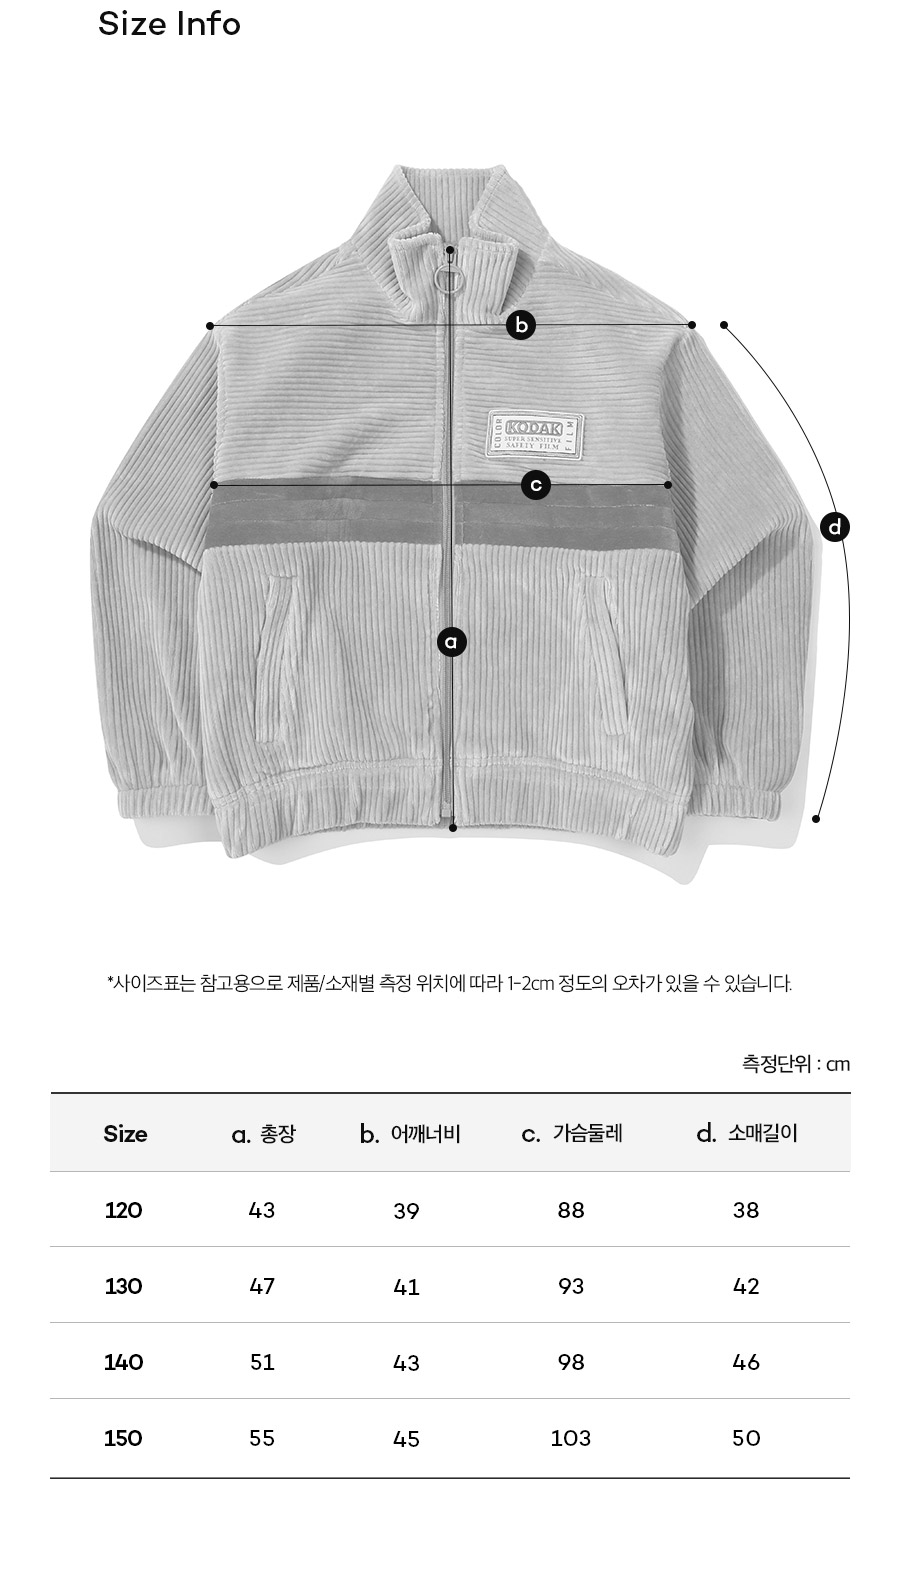 Size Info
b
COLOR KODAK FILM
SUPER SENSITIVE
SAFETY FILM
c
d
a
*사이즈표는 참고용으로 제품/소재별 측정 위치에 따라 1-2cm 정도의 오차가 있을 수 있습니다.
측정단위 : cm
Size a. 총장 b. 어깨너비 c. 가슴둘레 d. 소매길이
120 43 39 88 38
130 47 41 93 42
140 51 43 98 46
150 55 45 103 50